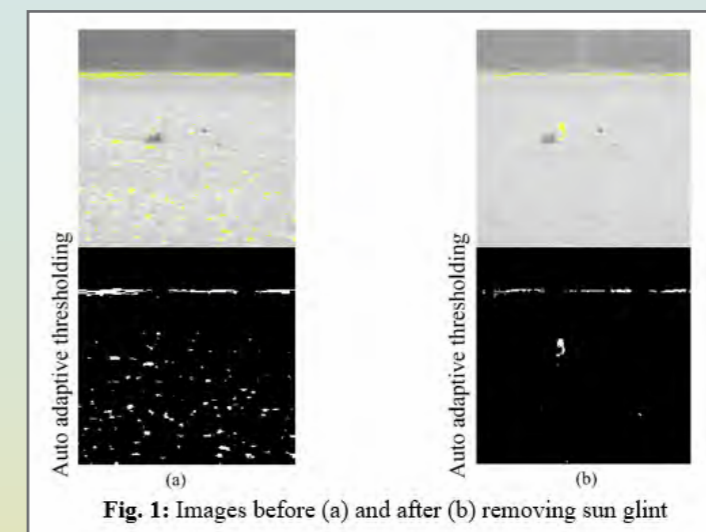 Auto adaptive thresholding
Auto adaptive thresholding
(a)
(b)
Fig. 1: Images before (a) and after (b) removing sun glint